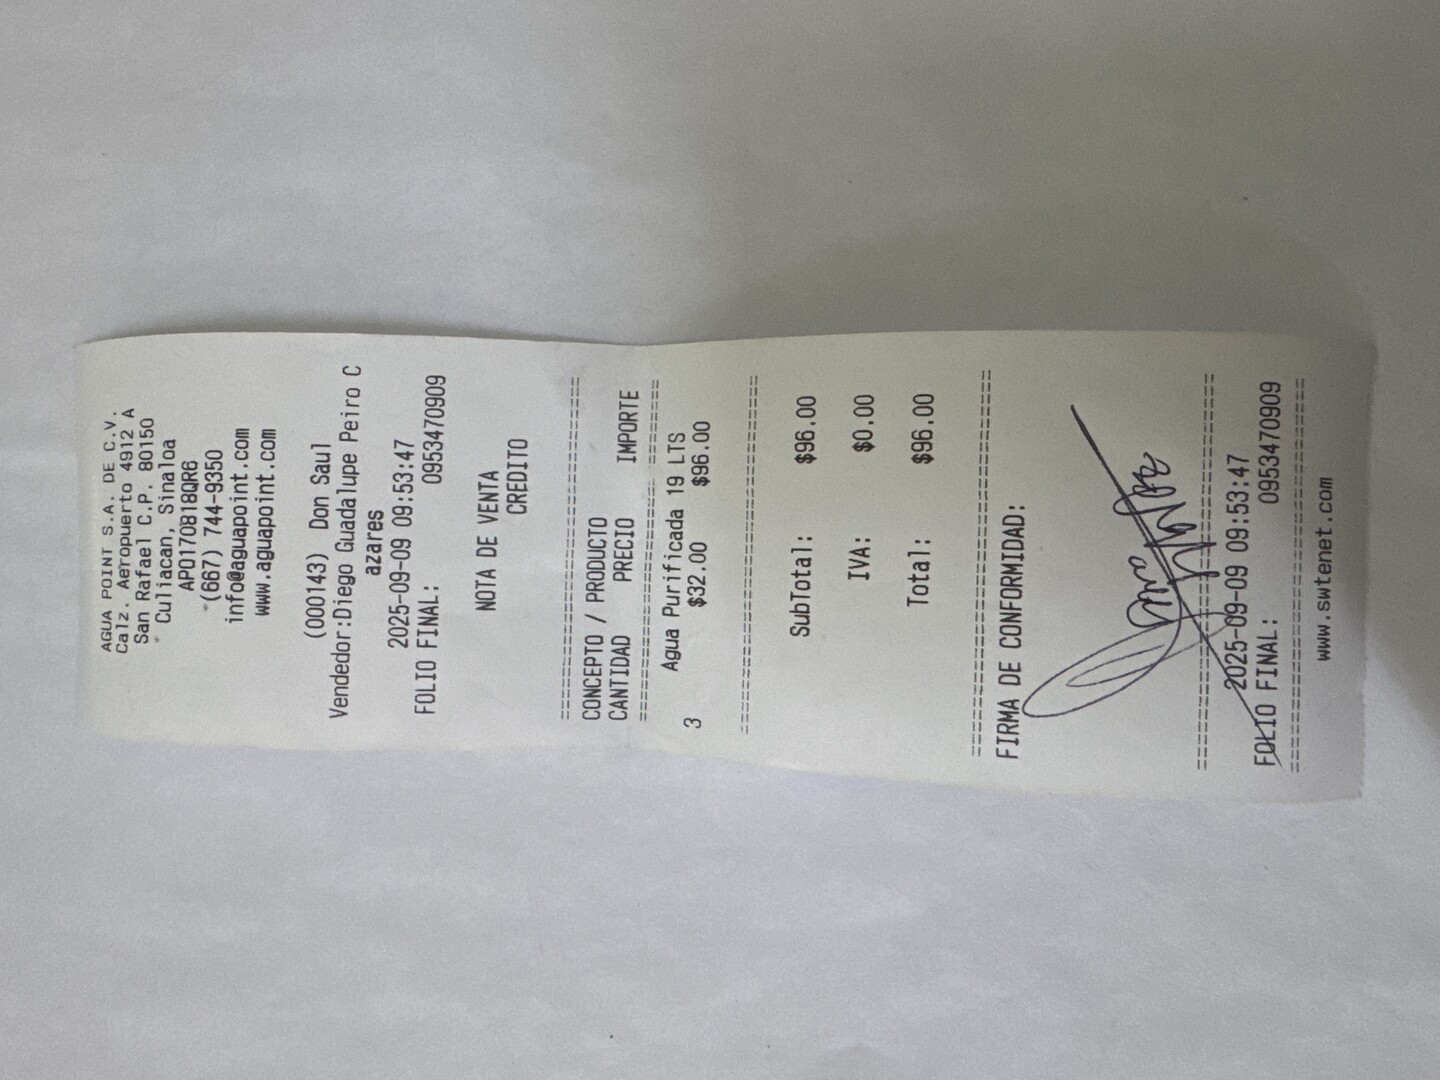 AGUA POINT S.A. DE C.V.
Calz. Aeropuerto 4912 A
San Rafael C.P. 80150
Culiacan, Sinaloa
APO170818QR6
(667) 744-9350
info@aguapoint.com
www.aguapoint.com
(000143) Don Saul
Vendedor:Diego Guadalupe Peiro C
azares
2025-09-09 09:53:47
FOLIO FINAL: 0953470909
NOTA DE VENTA
CREDITO
CONCEPTO / PRODUCTO
CANTIDAD PRECIO IMPORTE
Agua Purificada 19 LTS
3 $32.00 $96.00
SubTotal: $96.00
IVA: $0.00
Total: $96.00
FIRMA DE CONFORMIDAD:
2025-09-09 09:53:47
FOLIO FINAL: 0953470909
www.swtenet.com